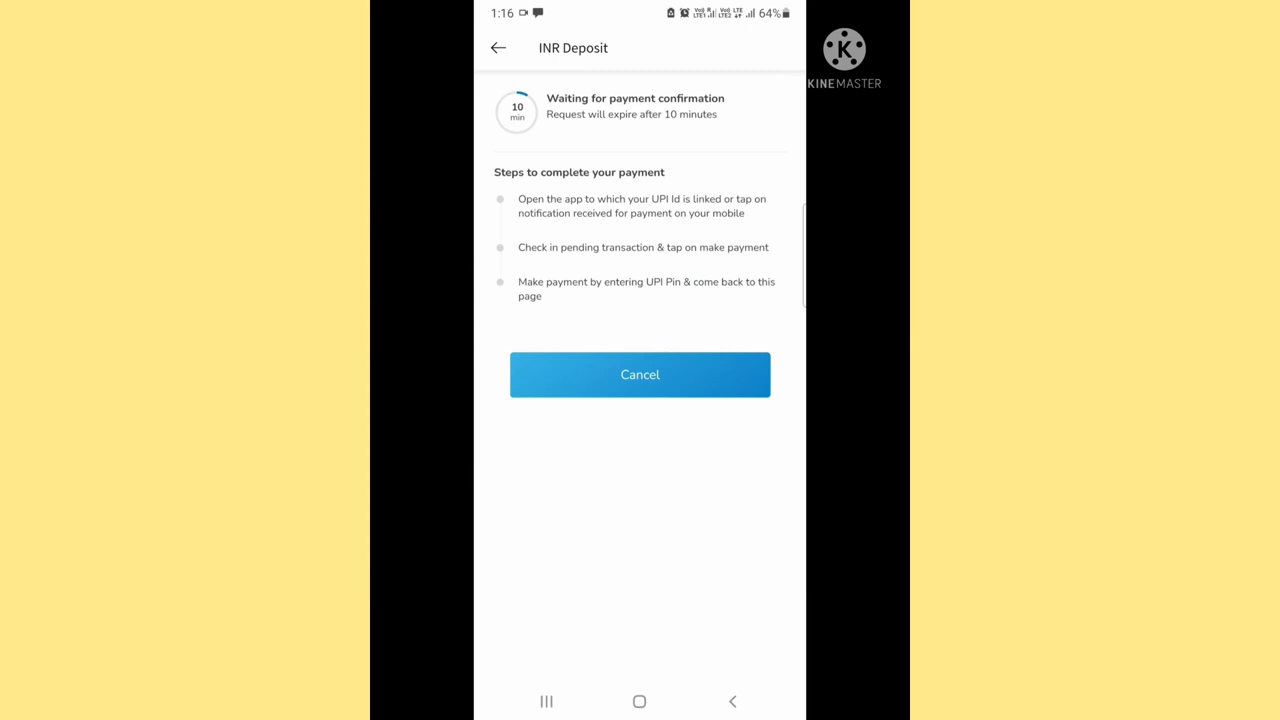 1:16 64%
INR Deposit
K
KINEMASTER
10
min
Waiting for payment confirmation
Request will expire after 10 minutes
Steps to complete your payment
Open the app to which your UPI Id is linked or tap on
notification received for payment on your mobile
Check in pending transaction & tap on make payment
Make payment by entering UPI Pin & come back to this
page
Cancel